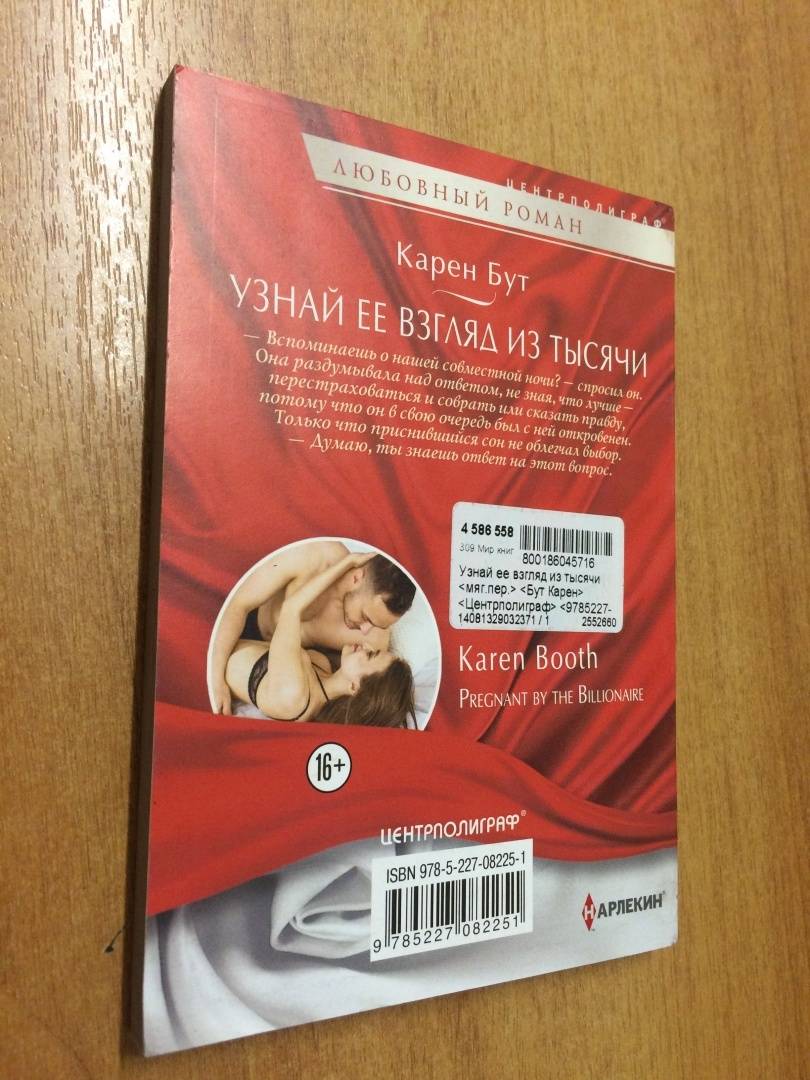 ЦЕНТРПОЛИГРАФ®
ЛЮБОВНЫЙ РОМАН
Карен Бут
УЗНАЙ ЕЕ ВЗГЛЯД ИЗ ТЫСЯЧИ
— Вспоминаешь о нашей совместной ночи? — спросил он.
Она раздумывала над ответом, не зная, что лучше —
перестраховаться и соврать или сказать правду,
потому что он в свою очередь был с ней откровенен.
Только что приснившийся сон не облегчал выбор.
— Думаю, ты знаешь ответ на этот вопрос.
4 586 558
309 Мир книг
800186045716
Узнай ее взгляд из тысячи
<мяг.пер.> <Бут Карен>
<Центрполиграф> <9785227-
14081329032371 / 1 2552660
Karen Booth
PREGNANT BY THE BILLIONAIRE
16+
ЦЕНТРПОЛИГРАФ®
ISBN 978-5-227-08225-1
9 785227 082251
АРЛЕКИН®